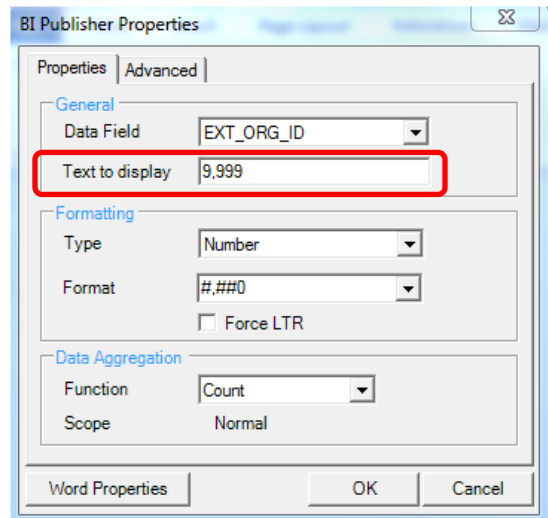 BI Publisher Properties
Properties Advanced
General
Data Field EXT_ORG_ID
Text to display 9,999
Formatting
Type Number
Format #,##0
Force LTR
Data Aggregation
Function Count
Scope Normal
Word Properties OK Cancel